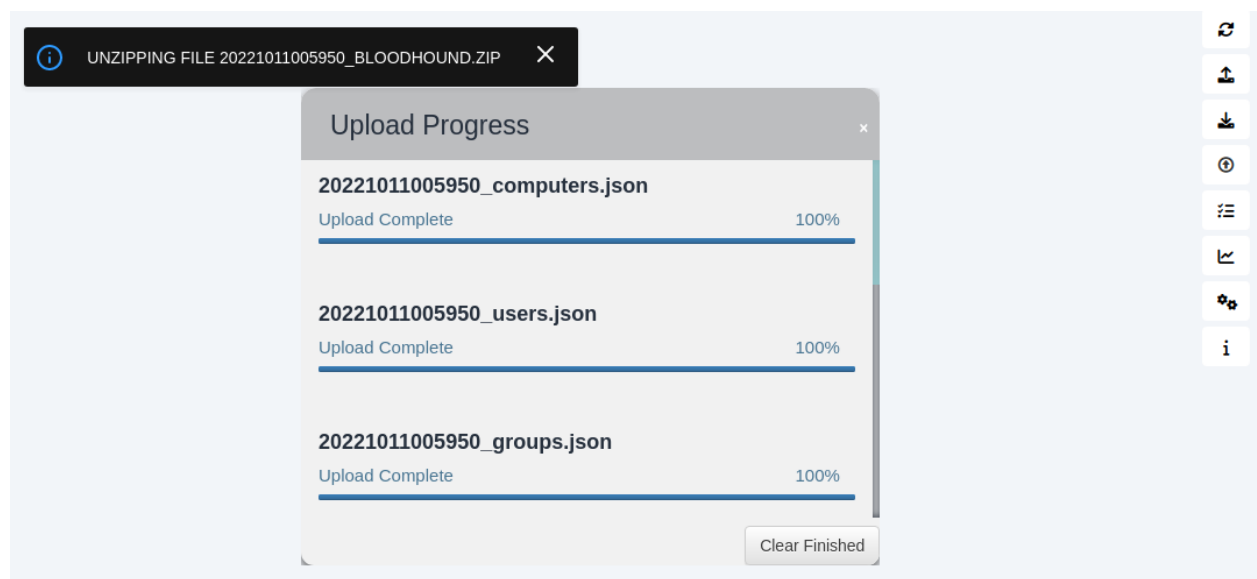 UNZIPPING FILE 20221011005950_BLOODHOUND.ZIP
Upload Progress
20221011005950_computers.json
Upload Complete 100%
20221011005950_users.json
Upload Complete 100%
20221011005950_groups.json
Upload Complete 100%
Clear Finished